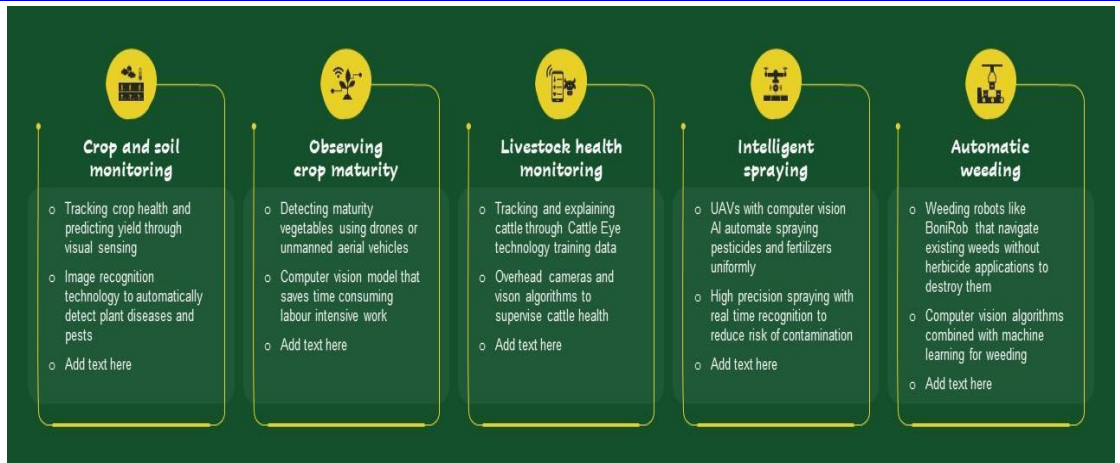 Crop and soil
monitoring
○ Tracking crop health and
predicting yield through
visual sensing
○ Image recognition
technology to automatically
detect plant diseases and
pests
○ Add text here
Observing
crop maturity
○ Detecting maturity
vegetables using drones or
unmanned aerial vehicles
○ Computer vision model that
saves time consuming
labour intensive work
○ Add text here
Livestock health
monitoring
○ Tracking and explaining
cattle through Cattle Eye
technology training data
○ Overhead cameras and
vison algorithms to
supervise cattle health
○ Add text here
Intelligent
spraying
○ UAVs with computer vision
AI automate spraying
pesticides and fertilizers
uniformly
○ High precision spraying with
real time recognition to
reduce risk of contamination
○ Add text here
Automatic
weeding
○ Weeding robots like
BoniRob that navigate
existing weeds without
herbicide applications to
destroy them
○ Computer vision algorithms
combined with machine
learning for weeding
○ Add text here